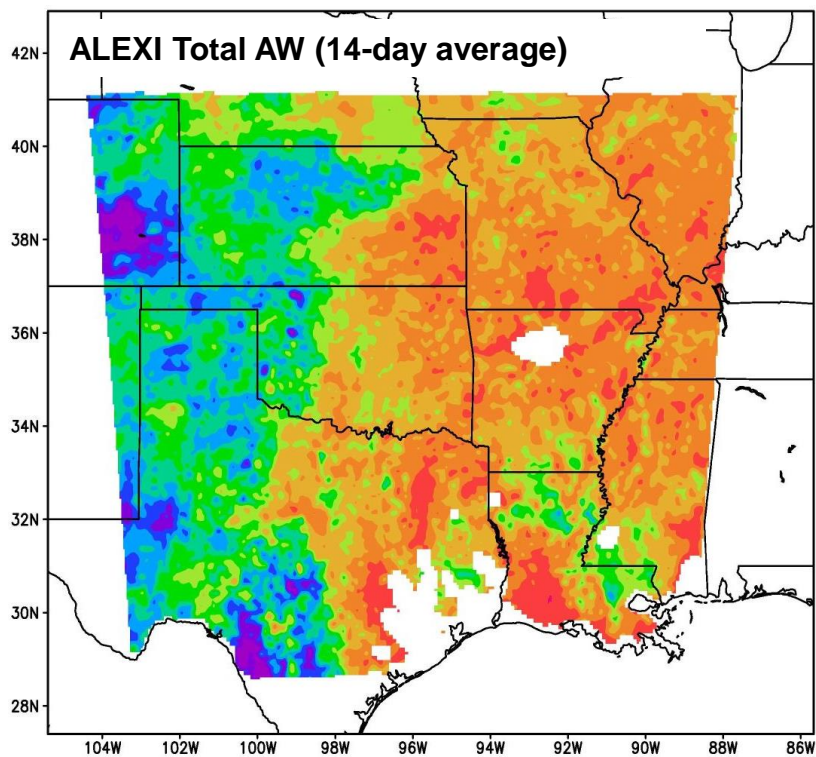 ALEXI Total AW (14-day average)
42N
40N
38N
36N
34N
32N
30N
28N
104W 102W 100W 98W 96W 94W 92W 90W 88W 86W